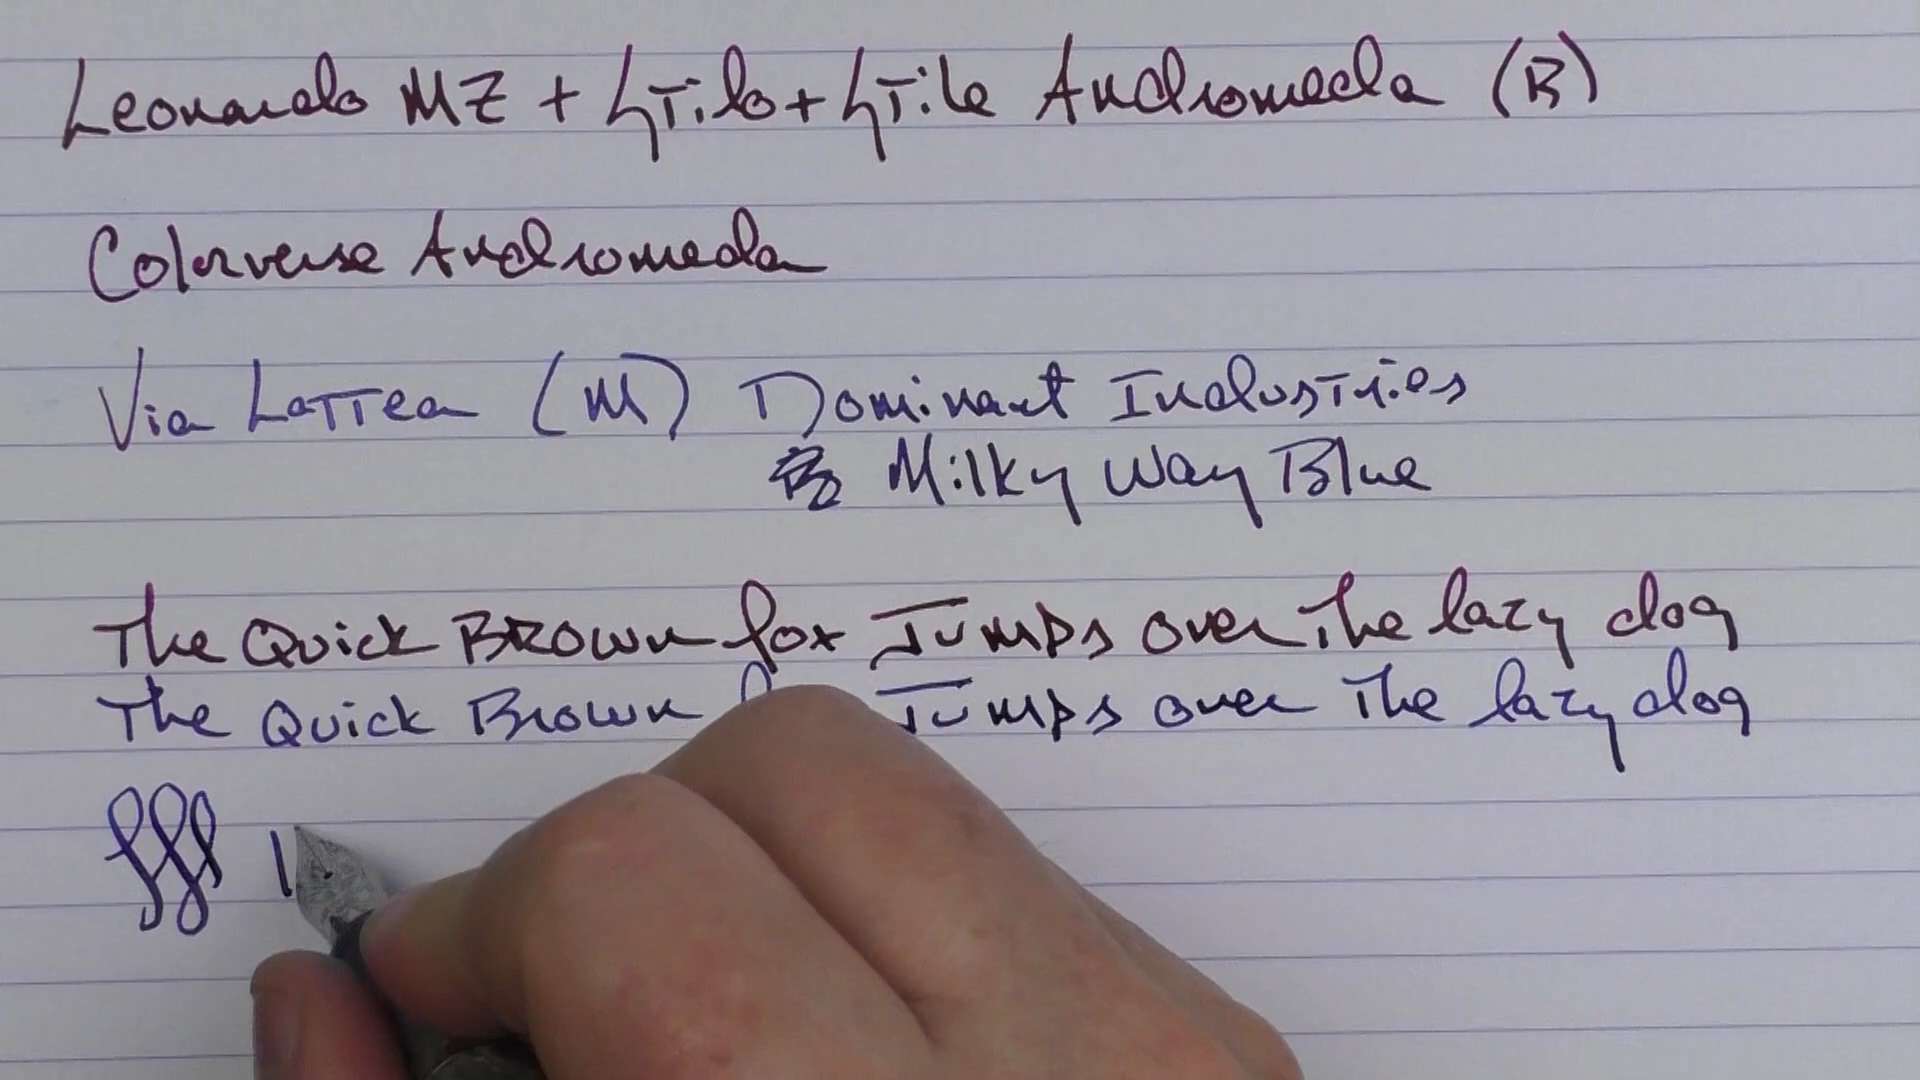 Leonardo MZ + Stilo + Stile Andromeda (B)
Colorverse Andromeda
Via Lattea (M) Dominant Industries
Milky Way Blue
The Quick BROWN fox Jumps over The lazy dog
The Quick Brown Jumps over The lazy dog
fff